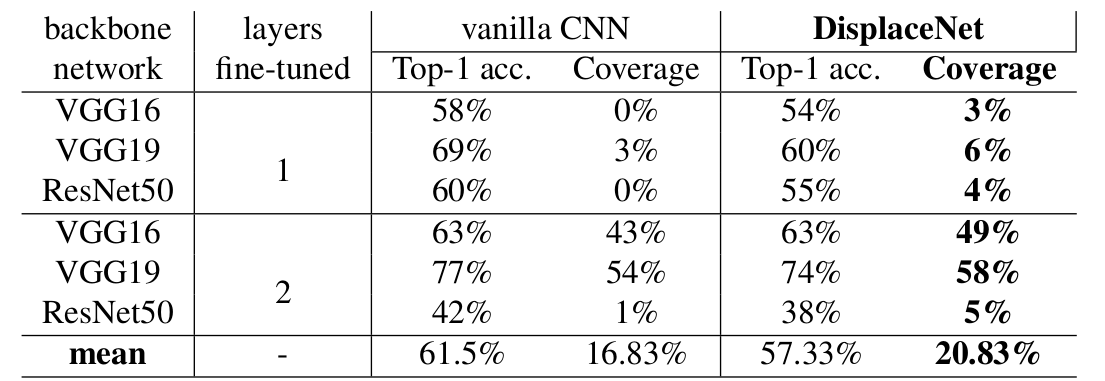 backbone layers vanilla CNN DisplaceNet
network fine-tuned Top-1 acc. Coverage Top-1 acc. Coverage
VGG16 58% 0% 54% 3%
VGG19 1 69% 3% 60% 6%
ResNet50 60% 0% 55% 4%
VGG16 63% 43% 63% 49%
VGG19 2 77% 54% 74% 58%
ResNet50 42% 1% 38% 5%
mean - 61.5% 16.83% 57.33% 20.83%